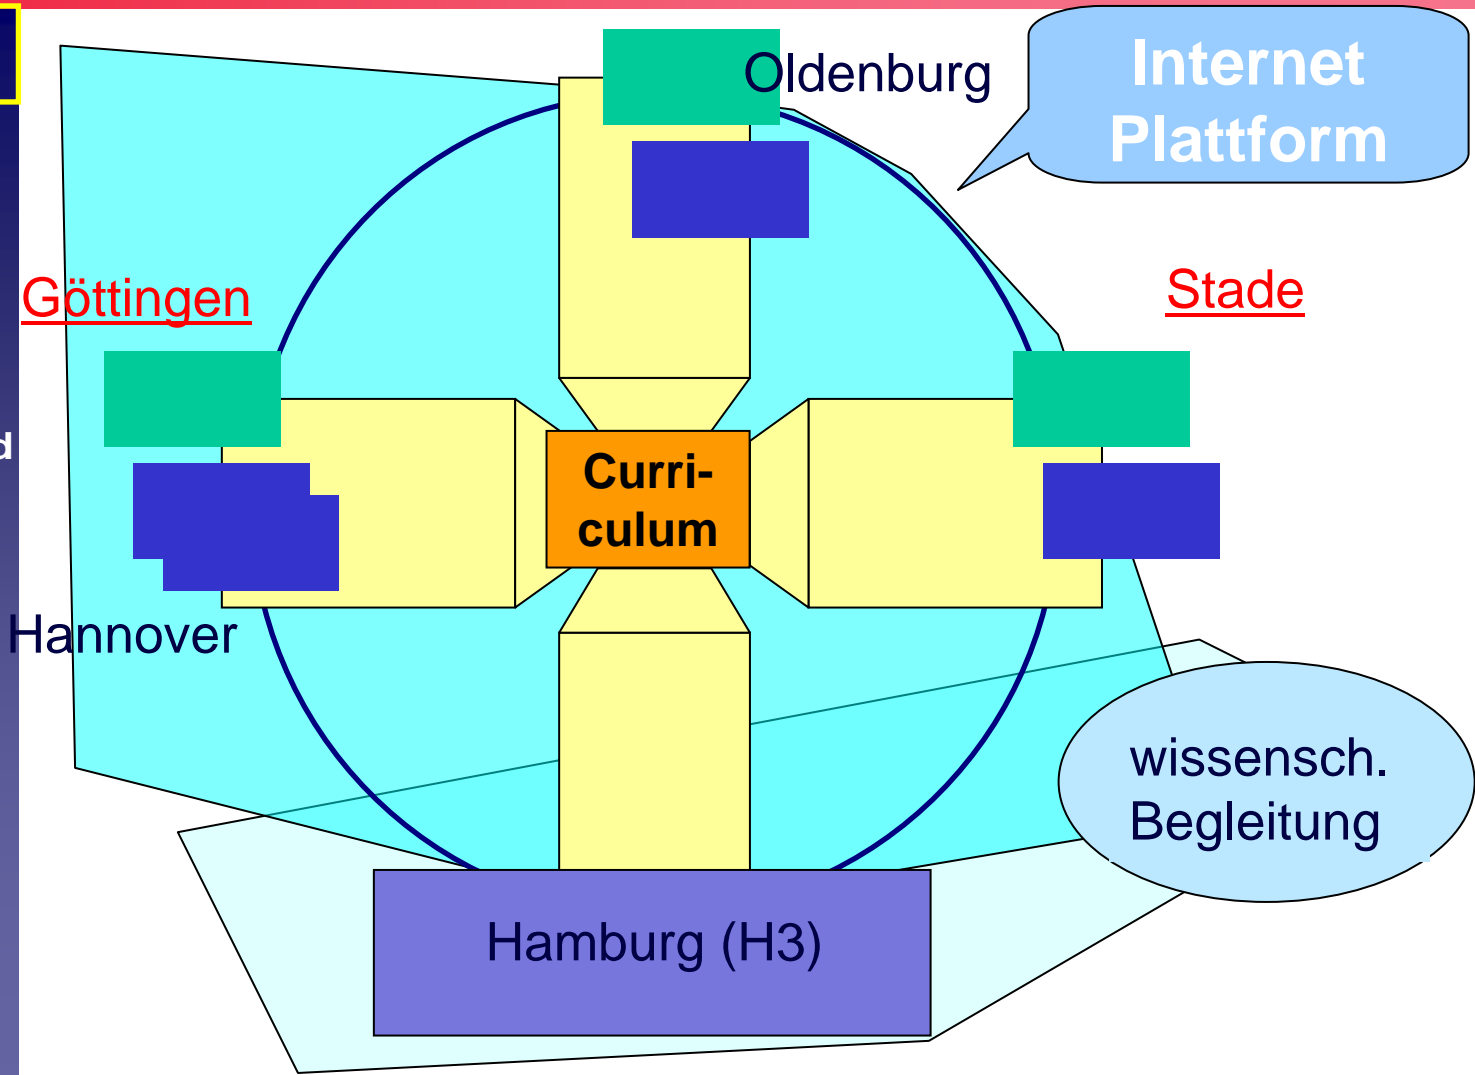 Oldenburg
Internet
Plattform
Göttingen
Stade
d
Curri-
culum
Hannover
wissensch.
Begleitung
Hamburg (H3)